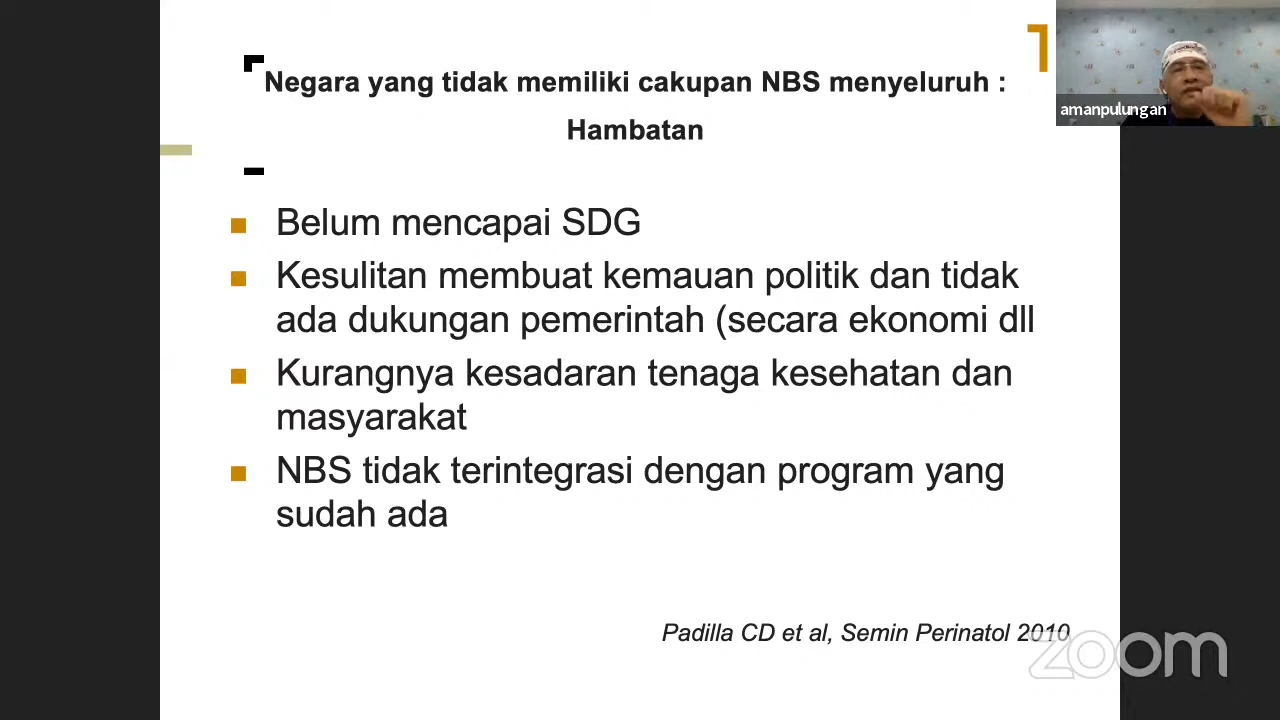 Negara yang tidak memiliki cakupan NBS menyeluruh :
Hambatan
amanpulungan
Belum mencapai SDG
Kesulitan membuat kemauan politik dan tidak
ada dukungan pemerintah (secara ekonomi dll
Kurangnya kesadaran tenaga kesehatan dan
masyarakat
NBS tidak terintegrasi dengan program yang
sudah ada
Padilla CD et al, Semin Perinatol 2010
zoom